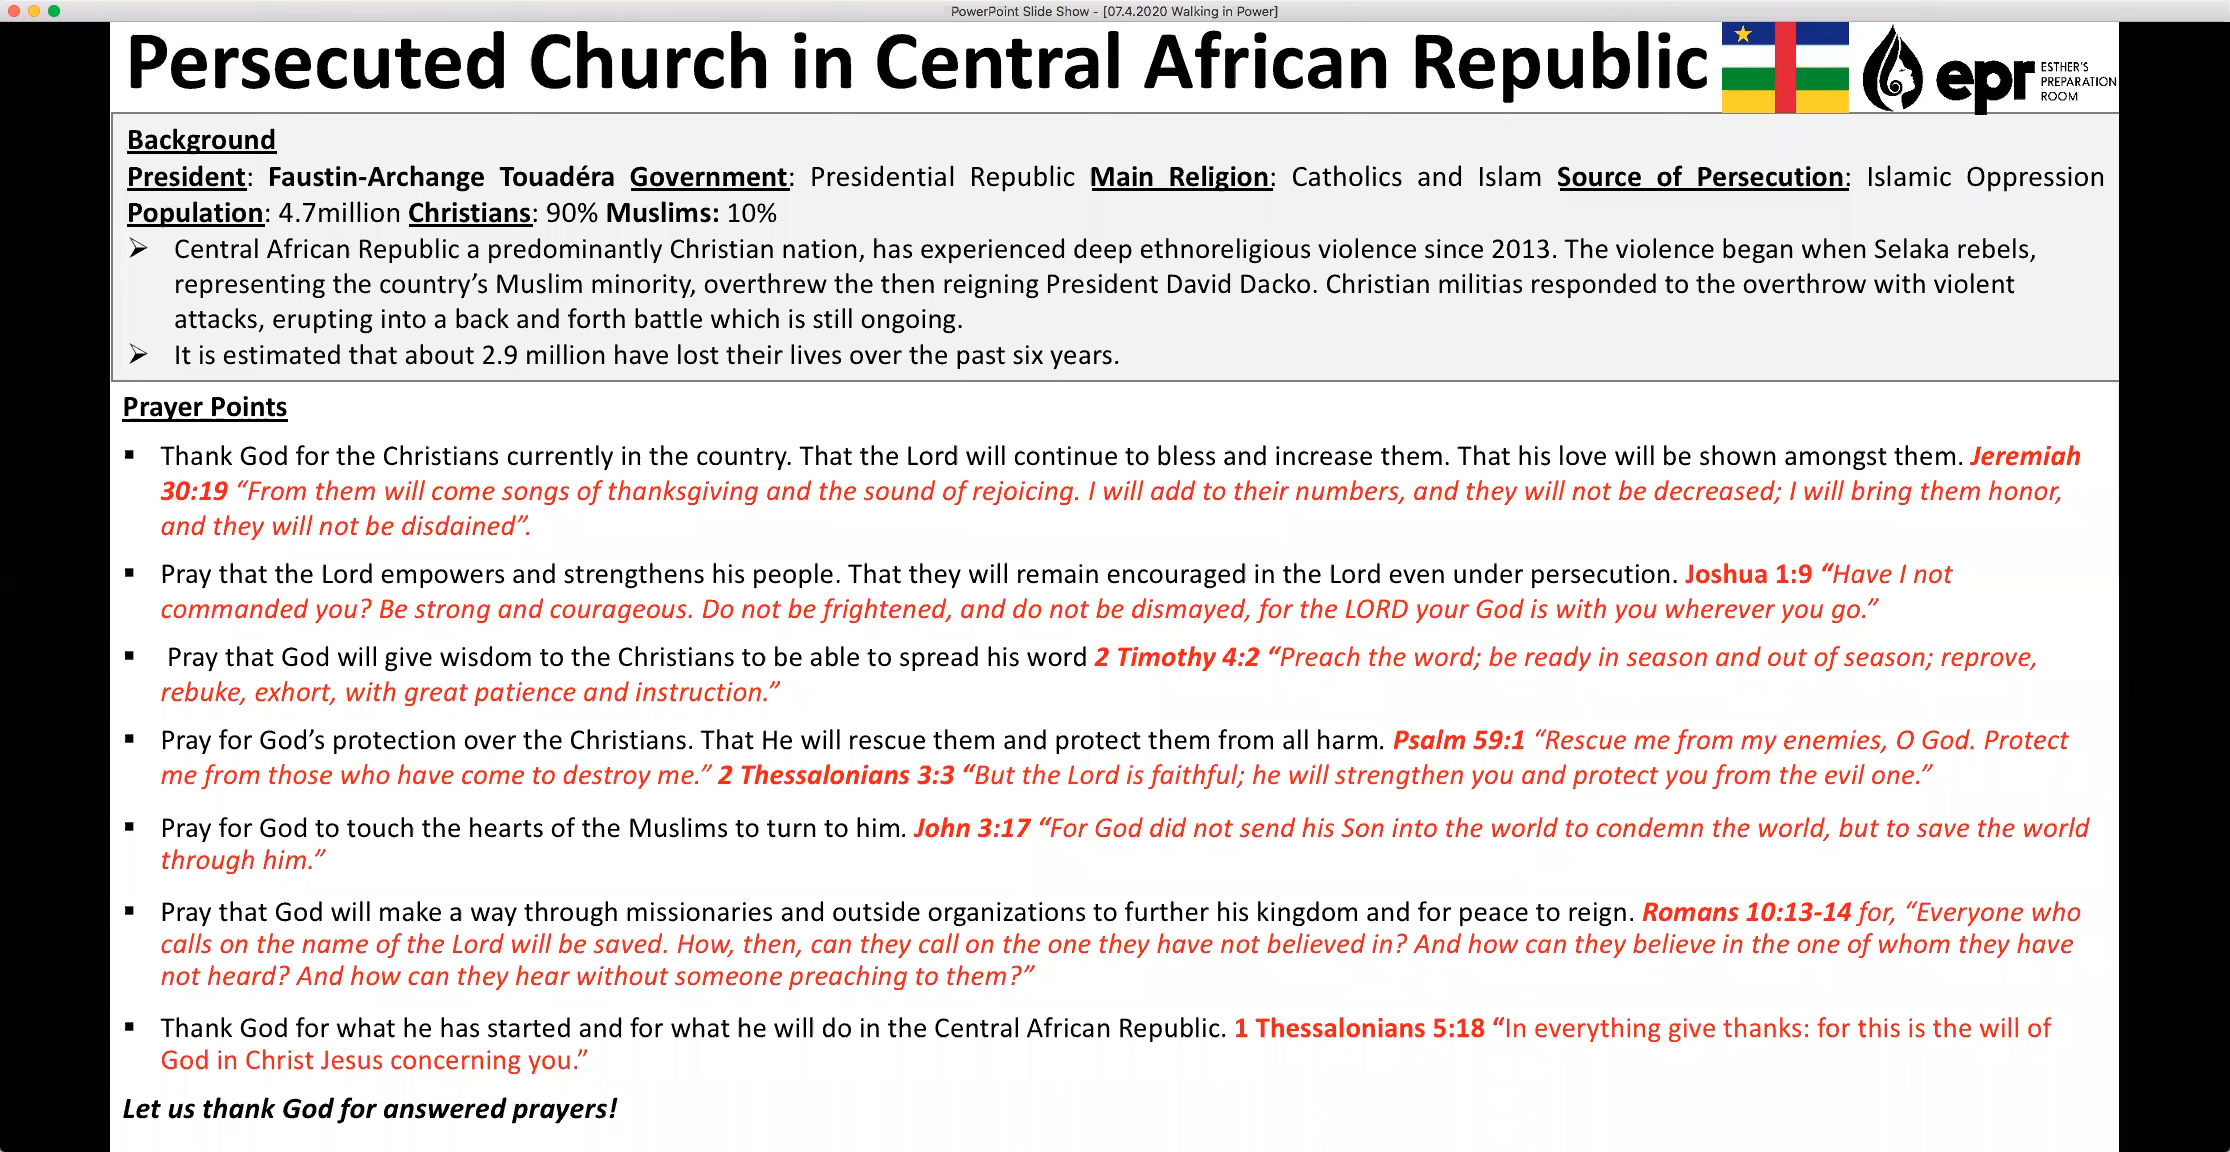 PowerPoint Slide Show - [07.4.2020 Walking in Power]
Persecuted Church in Central African Republic
epr
ESTHER'S
PREPARATION
ROOM
Background
President: Faustin-Archange Touadéra Government: Presidential Republic Main Religion: Catholics and Islam Source of Persecution: Islamic Oppression
Population: 4.7million Christians: 90% Muslims: 10%
➢ Central African Republic a predominantly Christian nation, has experienced deep ethnoreligious violence since 2013. The violence began when Selaka rebels,
representing the country’s Muslim minority, overthrew the then reigning President David Dacko. Christian militias responded to the overthrow with violent
attacks, erupting into a back and forth battle which is still ongoing.
➢ It is estimated that about 2.9 million have lost their lives over the past six years.
Prayer Points
▪ Thank God for the Christians currently in the country. That the Lord will continue to bless and increase them. That his love will be shown amongst them. Jeremiah
30:19 “From them will come songs of thanksgiving and the sound of rejoicing. I will add to their numbers, and they will not be decreased; I will bring them honor,
and they will not be disdained”.
▪ Pray that the Lord empowers and strengthens his people. That they will remain encouraged in the Lord even under persecution. Joshua 1:9 “Have I not
commanded you? Be strong and courageous. Do not be frightened, and do not be dismayed, for the LORD your God is with you wherever you go.”
▪ Pray that God will give wisdom to the Christians to be able to spread his word 2 Timothy 4:2 “Preach the word; be ready in season and out of season; reprove,
rebuke, exhort, with great patience and instruction.”
▪ Pray for God’s protection over the Christians. That He will rescue them and protect them from all harm. Psalm 59:1 “Rescue me from my enemies, O God. Protect
me from those who have come to destroy me.” 2 Thessalonians 3:3 “But the Lord is faithful; he will strengthen you and protect you from the evil one.”
▪ Pray for God to touch the hearts of the Muslims to turn to him. John 3:17 “For God did not send his Son into the world to condemn the world, but to save the world
through him.”
▪ Pray that God will make a way through missionaries and outside organizations to further his kingdom and for peace to reign. Romans 10:13-14 for, “Everyone who
calls on the name of the Lord will be saved. How, then, can they call on the one they have not believed in? And how can they believe in the one of whom they have
not heard? And how can they hear without someone preaching to them?”
▪ Thank God for what he has started and for what he will do in the Central African Republic. 1 Thessalonians 5:18 “In everything give thanks: for this is the will of
God in Christ Jesus concerning you.”
Let us thank God for answered prayers!